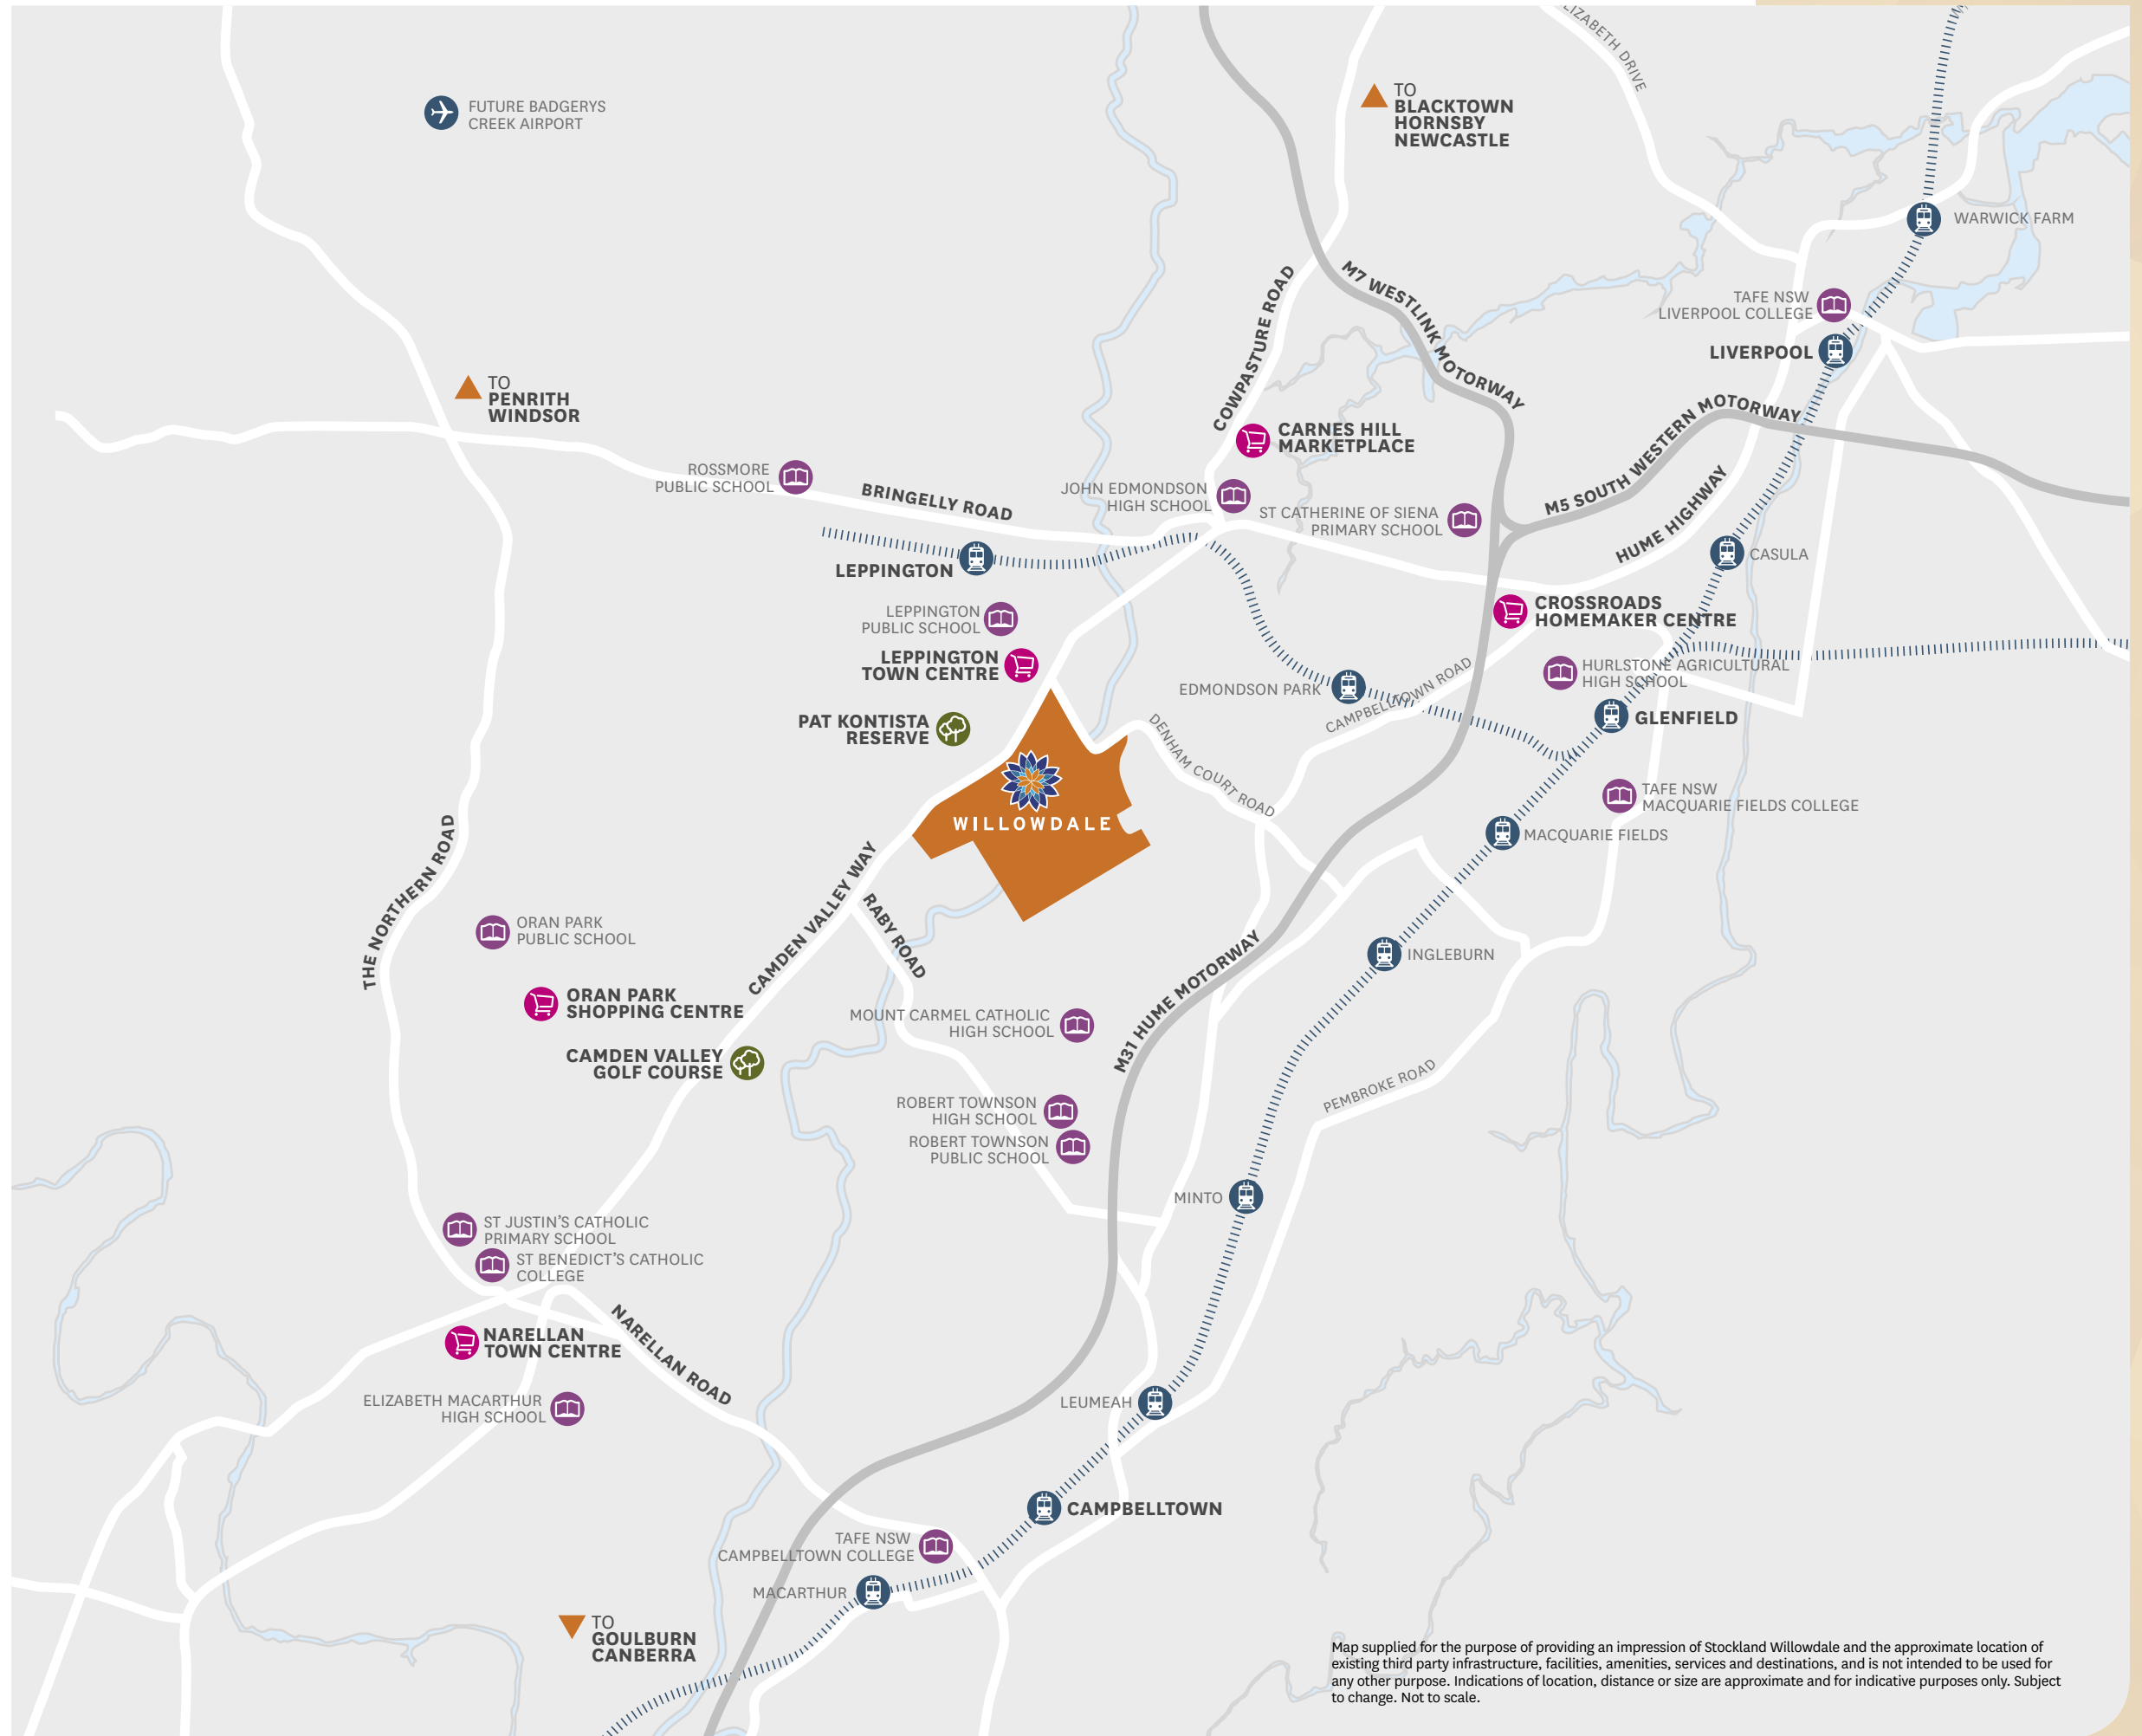 ELIZABETH DRIVE
FUTURE BADGERYS
CREEK AIRPORT
TO
BLACKTOWN
HORNSBY
NEWCASTLE
WARWICK FARM
TAFE NSW
LIVERPOOL COLLEGE
LIVERPOOL
M7 WESTLINK MOTORWAY
COWPASTURE ROAD
TO
PENRITH
WINDSOR
CARNES HILL
MARKETPLACE
M5 SOUTH WESTERN MOTORWAY
HUME HIGHWAY
ROSSMORE
PUBLIC SCHOOL
BRINGELLY ROAD
JOHN EDMONDSON
HIGH SCHOOL
ST CATHERINE OF SIENA
PRIMARY SCHOOL
CASULA
LEPPINGTON
LEPPINGTON
PUBLIC SCHOOL
CROSSROADS
HOMEMAKER CENTRE
LEPPINGTON
TOWN CENTRE
HURLSTONE AGRICULTURAL
HIGH SCHOOL
EDMONDSON PARK
CAMPBELLTOWN ROAD
GLENFIELD
PAT KONTISTA
RESERVE
DENHAM COURT ROAD
WILLOWDALE
TAFE NSW
MACQUARIE FIELDS COLLEGE
MACQUARIE FIELDS
THE NORTHERN ROAD
CAMDEN VALLEY WAY
RABY ROAD
ORAN PARK
PUBLIC SCHOOL
INGLEBURN
M31 HUME MOTORWAY
ORAN PARK
SHOPPING CENTRE
MOUNT CARMEL CATHOLIC
HIGH SCHOOL
CAMDEN VALLEY
GOLF COURSE
PEMBROKE ROAD
ROBERT TOWNSON
HIGH SCHOOL
ROBERT TOWNSON
PUBLIC SCHOOL
MINTO
ST JUSTIN'S CATHOLIC
PRIMARY SCHOOL
ST BENEDICT'S CATHOLIC
COLLEGE
NARELLAN
TOWN CENTRE
NARELLAN ROAD
ELIZABETH MACARTHUR
HIGH SCHOOL
LEUMEAH
CAMPBELLTOWN
TAFE NSW
CAMPBELLTOWN COLLEGE
MACARTHUR
TO
GOULBURN
CANBERRA
Map supplied for the purpose of providing an impression of Stockland Willowdale and the approximate location of
existing third party infrastructure, facilities, amenities, services and destinations, and is not intended to be used for
any other purpose. Indications of location, distance or size are approximate and for indicative purposes only. Subject
to change. Not to scale.